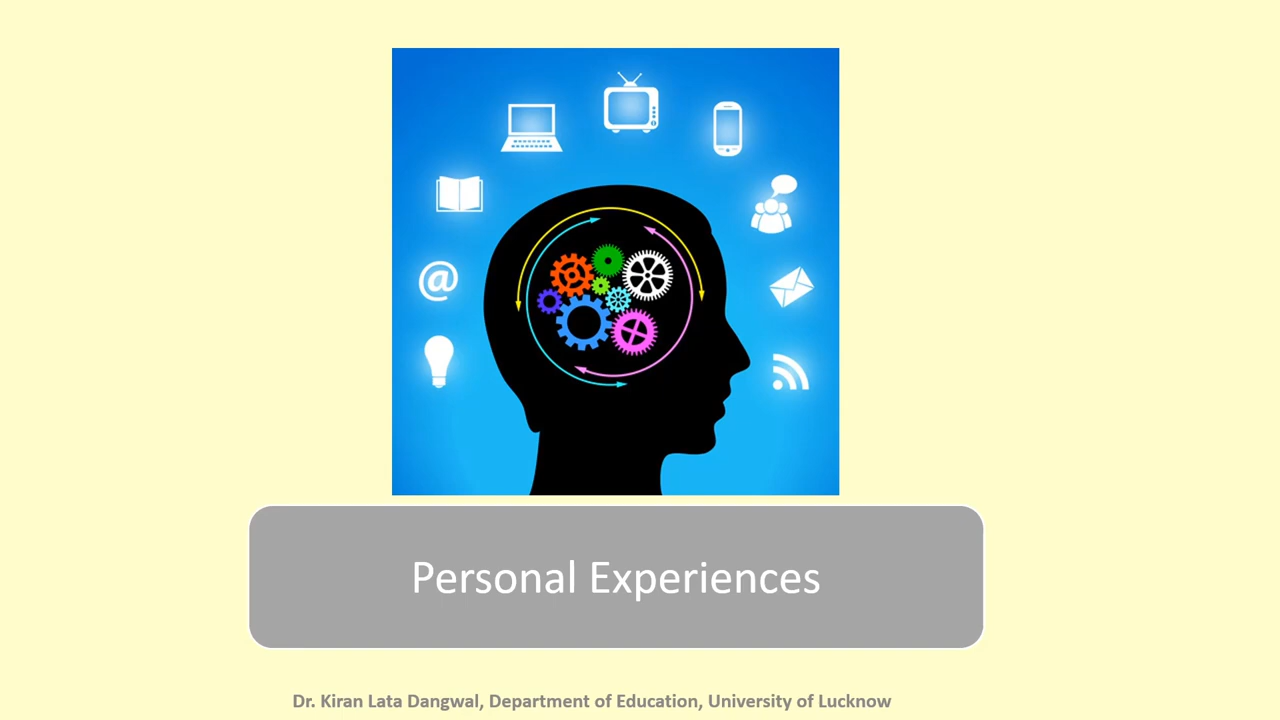 @
Personal Experiences
Dr. Kiran Lata Dangwal, Department of Education, University of Lucknow